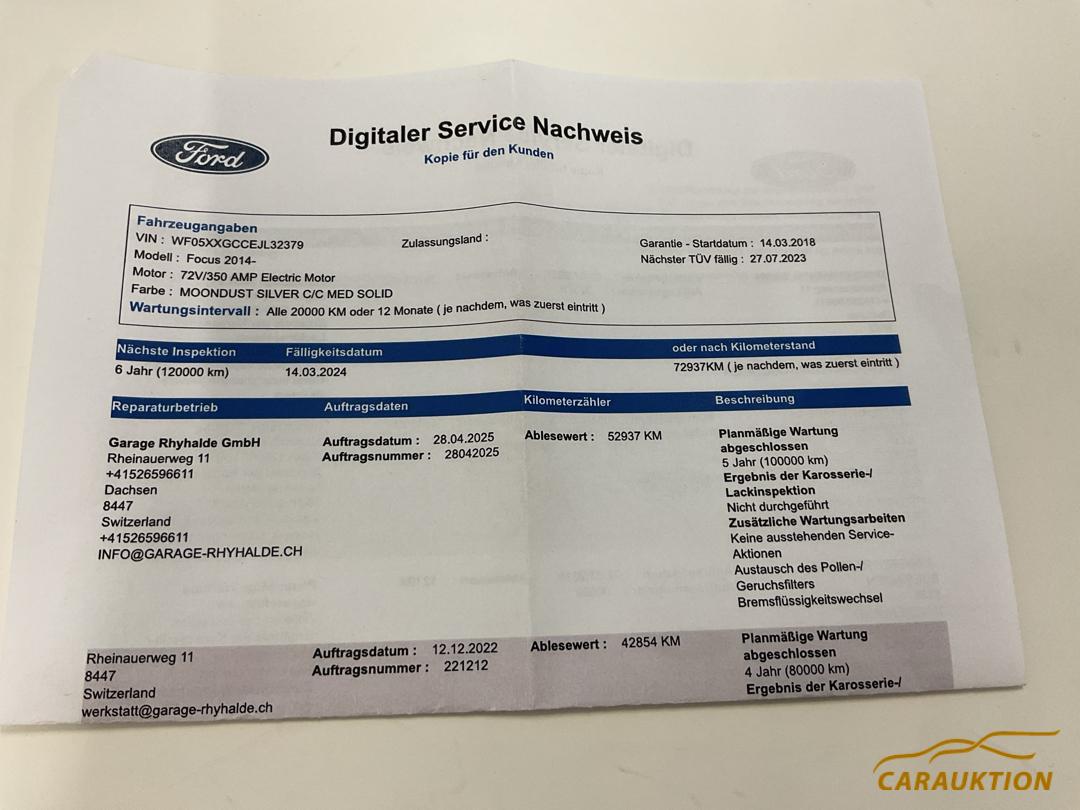 Ford
Digitaler Service Nachweis
Kopie für den Kunden
Fahrzeugangaben
VIN : WF05XXGCCEJL32379
Zulassungsland :
Garantie - Startdatum : 14.03.2018
Modell : Focus 2014-
Nächster TÜV fällig : 27.07.2023
Motor : 72V/350 AMP Electric Motor
Farbe : MOONDUST SILVER C/C MED SOLID
Wartungsintervall : Alle 20000 KM oder 12 Monate ( je nachdem, was zuerst eintritt )
Nächste Inspektion Fälligkeitsdatum oder nach Kilometerstand
6 Jahr (120000 km) 14.03.2024 72937KM ( je nachdem, was zuerst eintritt )
Reparaturbetrieb Auftragsdaten Kilometerzähler Beschreibung
Garage Rhyhalde GmbH
Rheinauerweg 11
+41526596611
Dachsen
8447
Switzerland
+41526596611
INFO@GARAGE-RHYHALDE.CH
Auftragsdatum : 28.04.2025
Auftragsnummer : 28042025
Ablesewert : 52937 KM
Planmäßige Wartung
abgeschlossen
5 Jahr (100000 km)
Ergebnis der Karosserie-/
Lackinspektion
Nicht durchgeführt
Zusätzliche Wartungsarbeiten
Keine ausstehenden Service-
Aktionen
Austausch des Pollen-/
Geruchsfilters
Bremsflüssigkeitswechsel
Rheinauerweg 11
8447
Switzerland
werkstatt@garage-rhyhalde.ch
Auftragsdatum : 12.12.2022
Auftragsnummer : 221212
Ablesewert : 42854 KM
Planmäßige Wartung
abgeschlossen
4 Jahr (80000 km)
Ergebnis der Karosserie-/
CARAUKTION